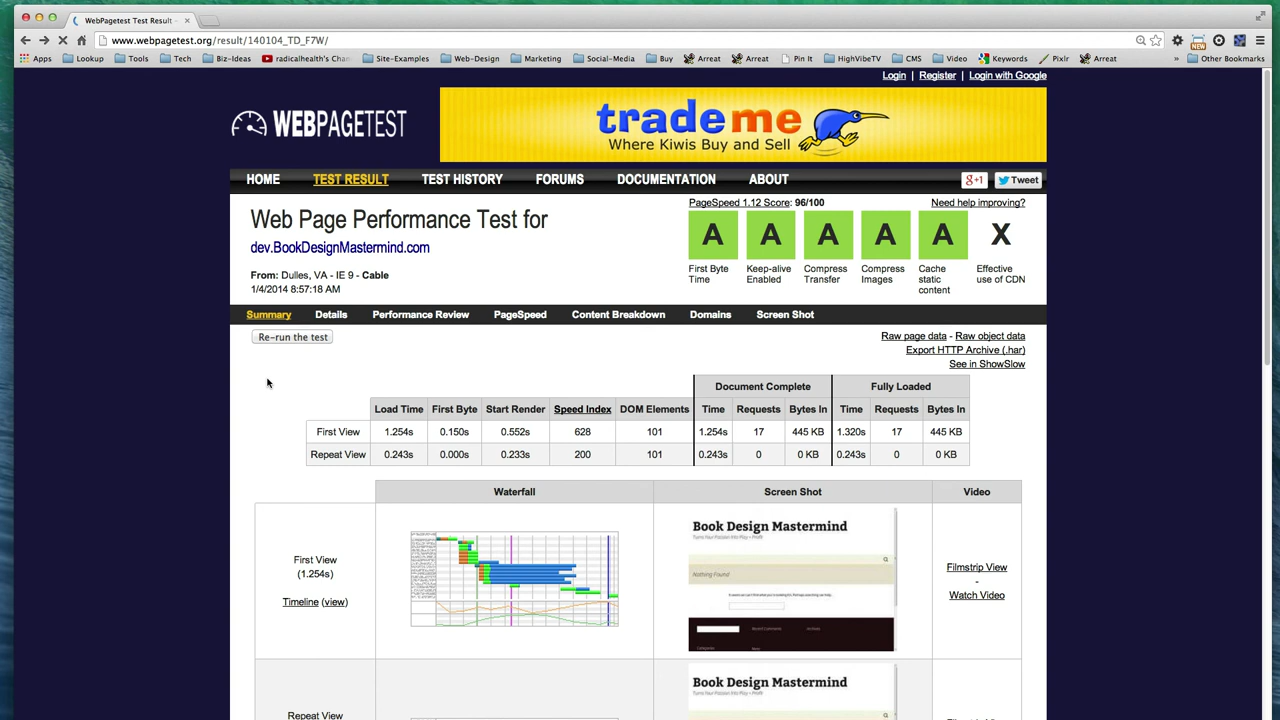 WebPagetest Test Result -
www.webpagetest.org/result/140104_TD_F7W/
Apps Lookup Tools Tech Biz-Ideas radicalhealth's Chan Site-Examples Web-Design Marketing Social-Media Buy Arreat Arreat Pin It HighVibeTV CMS Video Keywords Pixlr Arreat » Other Bookmarks
NEW
Login | Register | Login with Google
WEBPAGETEST
trademe
Where Kiwis Buy and Sell
HOME TEST RESULT TEST HISTORY FORUMS DOCUMENTATION ABOUT
g+1 Tweet
Web Page Performance Test for
dev.BookDesignMastermind.com
From: Dulles, VA - IE 9 - Cable
1/4/2014 8:57:18 AM
PageSpeed 1.12 Score: 96/100
Need help improving?
A A A A A X
First Byte Time
Keep-alive Enabled
Compress Transfer
Compress Images
Cache static content
Effective use of CDN
Summary Details Performance Review PageSpeed Content Breakdown Domains Screen Shot
Re-run the test
Raw page data - Raw object data
Export HTTP Archive (.har)
See in ShowSlow
Document Complete Fully Loaded
Load Time First Byte Start Render Speed Index DOM Elements Time Requests Bytes In Time Requests Bytes In
First View 1.254s 0.150s 0.552s 628 101 1.254s 17 445 KB 1.320s 17 445 KB
Repeat View 0.243s 0.000s 0.233s 200 101 0.243s 0 0 KB 0.243s 0 0 KB
Waterfall Screen Shot Video
First View
(1.254s)
Timeline (view)
Book Design Mastermind
Nothing Found
Filmstrip View
-
Watch Video
Repeat View
Book Design Mastermind